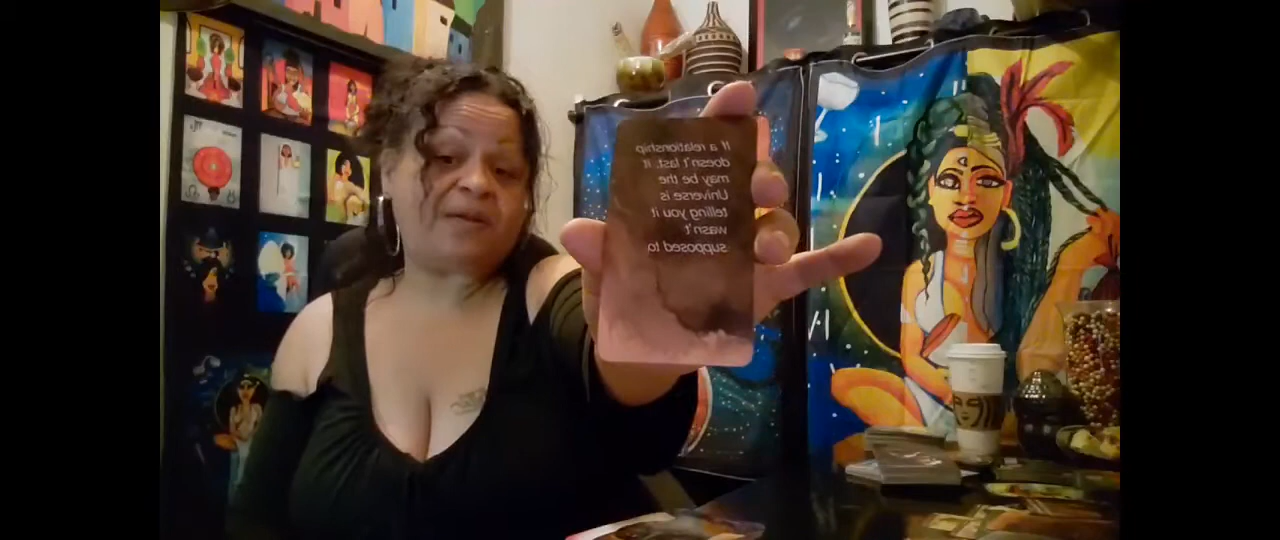 If a relationship
doesn't last, it
may be the
Universe is
telling you it
wasn't
supposed to